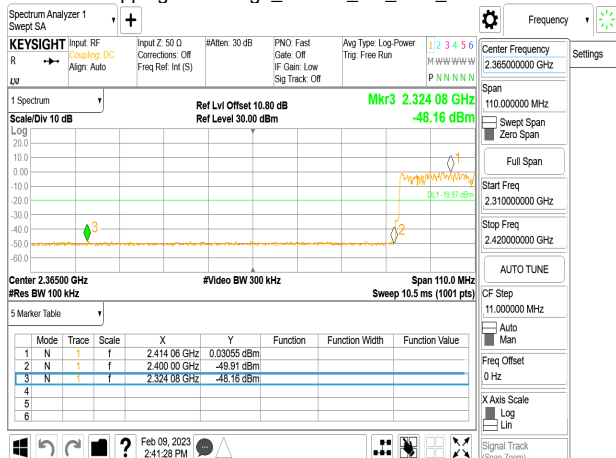 Spectrum Analyzer 1
Swept SA
Frequency
KEYSIGHT
R
LXI
Input: RF
Coupling: DC
Align: Auto
Input Z: 50 Ω
Corrections: Off
Freq Ref: Int (S)
#Atten: 30 dB
PNO: Fast
Gate: Off
IF Gain: Low
Sig Track: Off
Avg Type: Log-Power
Trig: Free Run
1 2 3 4 5 6
M W W W W W
P N N N N N
1 Spectrum
Scale/Div 10 dB
Ref Lvl Offset 10.80 dB
Ref Level 30.00 dBm
Mkr3 2.324 08 GHz
-48.16 dBm
Log
20.0
10.0
0.00
-10.0
-20.0
-30.0
-40.0
-50.0
-60.0
1
2
3
DL1 -19.97 dBm
Center 2.36500 GHz
#Res BW 100 kHz
#Video BW 300 kHz
Span 110.0 MHz
Sweep 10.5 ms (1001 pts)
5 Marker Table
Mode Trace Scale X Y Function Function Width Function Value
1 N 1 f 2.414 06 GHz 0.03055 dBm
2 N 1 f 2.400 00 GHz -49.91 dBm
3 N 1 f 2.324 08 GHz -48.16 dBm
4
5
6
Feb 09, 2023
2:41:28 PM
Center Frequency
2.365000000 GHz
Settings
Span
110.000000 MHz
Swept Span
Zero Span
Full Span
Start Freq
2.310000000 GHz
Stop Freq
2.420000000 GHz
AUTO TUNE
CF Step
11.000000 MHz
Auto
Man
Freq Offset
0 Hz
X Axis Scale
Log
Lin
Signal Track
(Span Zoom)